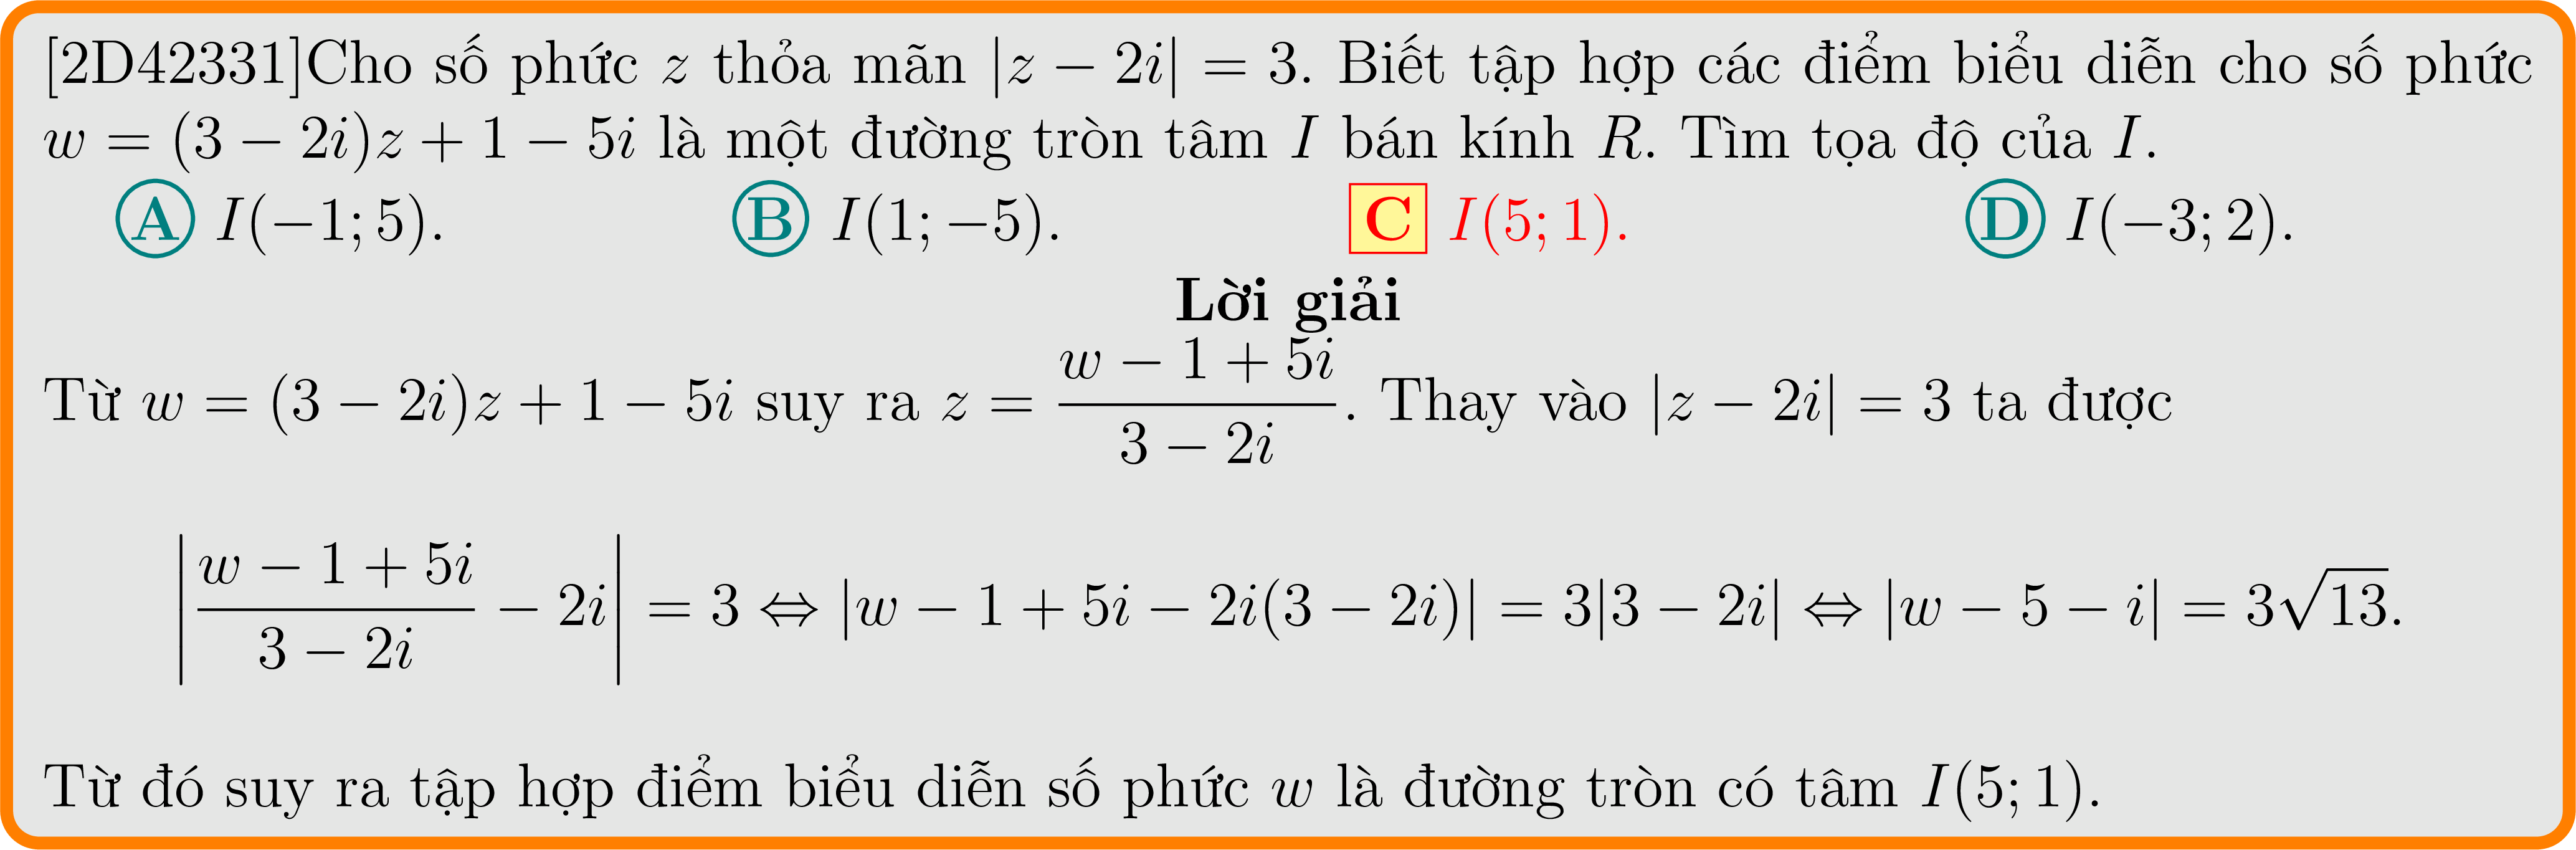 [2D42331]Cho số phức z thỏa mãn |z − 2i| = 3. Biết tập hợp các điểm biểu diễn cho số phức
w = (3 − 2i)z + 1 − 5i là một đường tròn tâm I bán kính R. Tìm tọa độ của I.
A I(−1; 5). B I(1; −5). C I(5; 1). D I(−3; 2).
Lời giải
Từ w = (3 − 2i)z + 1 − 5i suy ra z = \frac{w − 1 + 5i}{3 − 2i}. Thay vào |z − 2i| = 3 ta được
\left|\frac{w − 1 + 5i}{3 − 2i} − 2i\right| = 3 ⇔ |w − 1 + 5i − 2i(3 − 2i)| = 3|3 − 2i| ⇔ |w − 5 − i| = 3√13.
Từ đó suy ra tập hợp điểm biểu diễn số phức w là đường tròn có tâm I(5; 1).